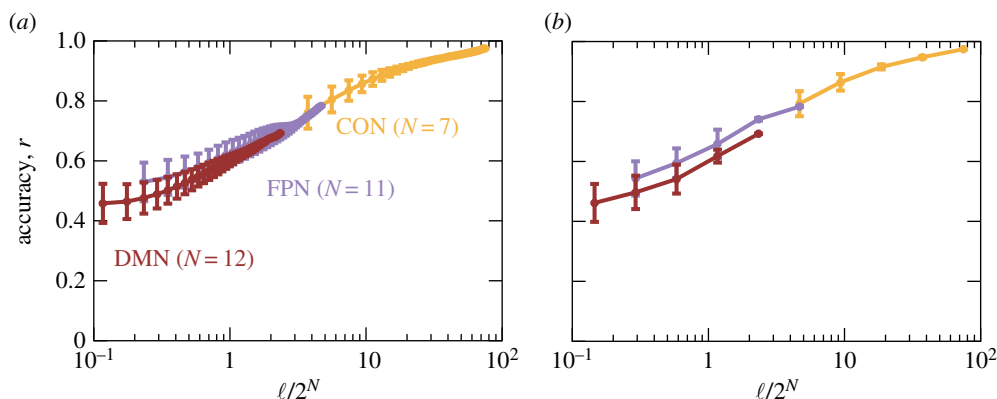 (a)
(b)
1.0
0.8
0.6
0.4
0.2
0
accuracy, r
CON (N = 7)
FPN (N = 11)
DMN (N = 12)
10⁻¹ 1 10 10²
ℓ/2ᴺ
10⁻¹ 1 10 10²
ℓ/2ᴺ